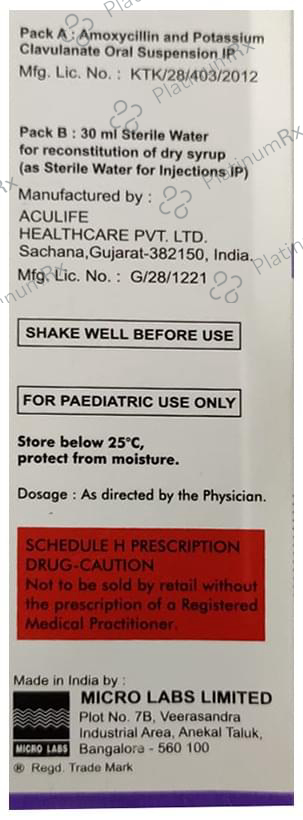 Pack A : Amoxycillin and Potassium
Clavulanate Oral Suspension IP
Mfg. Lic. No. : KTK/28/403/2012
Pack B : 30 ml Sterile Water
for reconstitution of dry syrup
(as Sterile Water for Injections IP)
Manufactured by :
ACULIFE
HEALTHCARE PVT. LTD.
Sachana,Gujarat-382150, India.
Mfg. Lic. No. : G/28/1221
SHAKE WELL BEFORE USE
FOR PAEDIATRIC USE ONLY
Store below 25°C,
protect from moisture.
Dosage : As directed by the Physician.
SCHEDULE H PRESCRIPTION
DRUG-CAUTION
Not to be sold by retail without
the prescription of a Registered
Medical Practitioner.
Made in India by :
MICRO LABS LIMITED
Plot No. 7B, Veerasandra
Industrial Area, Anekal Taluk,
Bangalore - 560 100
MICRO LABS
® Regd. Trade Mark
PlatinumRx
PlatinumRx
PlatinumRx